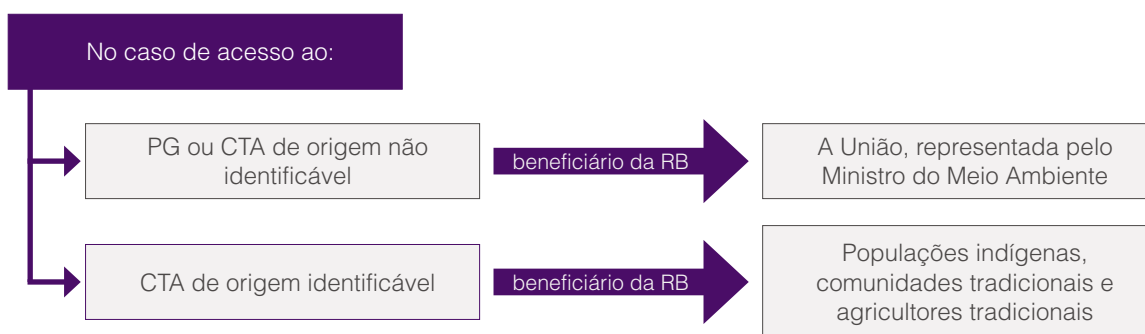 No caso de acesso ao:
PG ou CTA de origem não
identificável
beneficiário da RB
A União, representada pelo
Ministro do Meio Ambiente
CTA de origem identificável
beneficiário da RB
Populações indígenas,
comunidades tradicionais e
agricultores tradicionais